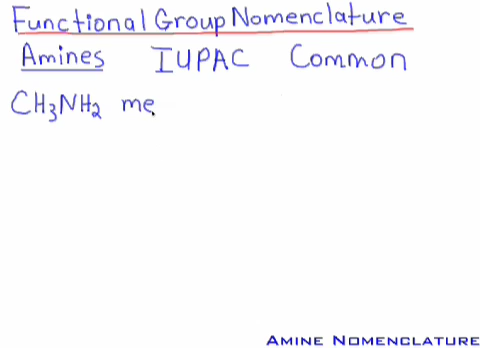 Functional Group Nomenclature
Amines IUPAC Common
CH₃NH₂ me
AMINE NOMENCLATURE